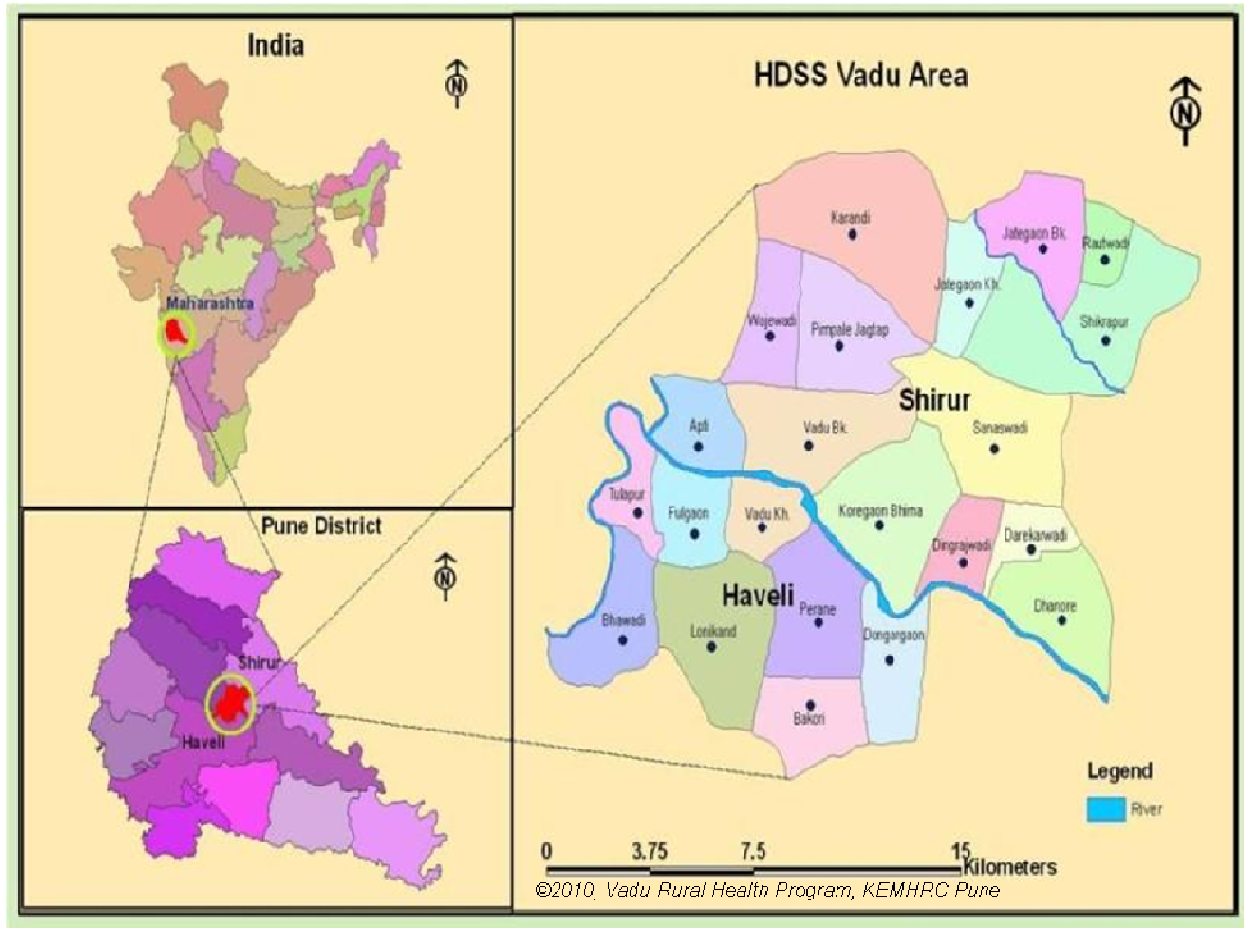 India
N
Maharashtra
Pune District
N
Shirur
Haveli
HDSS Vadu Area
N
Karandi
Jategaon Bk.
Rautwadi
Jategaon Kh.
Wajewadi
Pimpale Jagtap
Shikrapur
Shirur
Apti
Vadu Bk.
Sanaswadi
Tulapur
Fulgaon
Vadu Kh.
Koregaon Bhima
Dingrajwadi
Darekarwadi
Haveli
Bhawadi
Lonikand
Perane
Dongargaon
Dhanore
Bakori
Legend
River
0 3.75 7.5 15
Kilometers
©2010, Vadu Rural Health Program, KEMHRC Pune